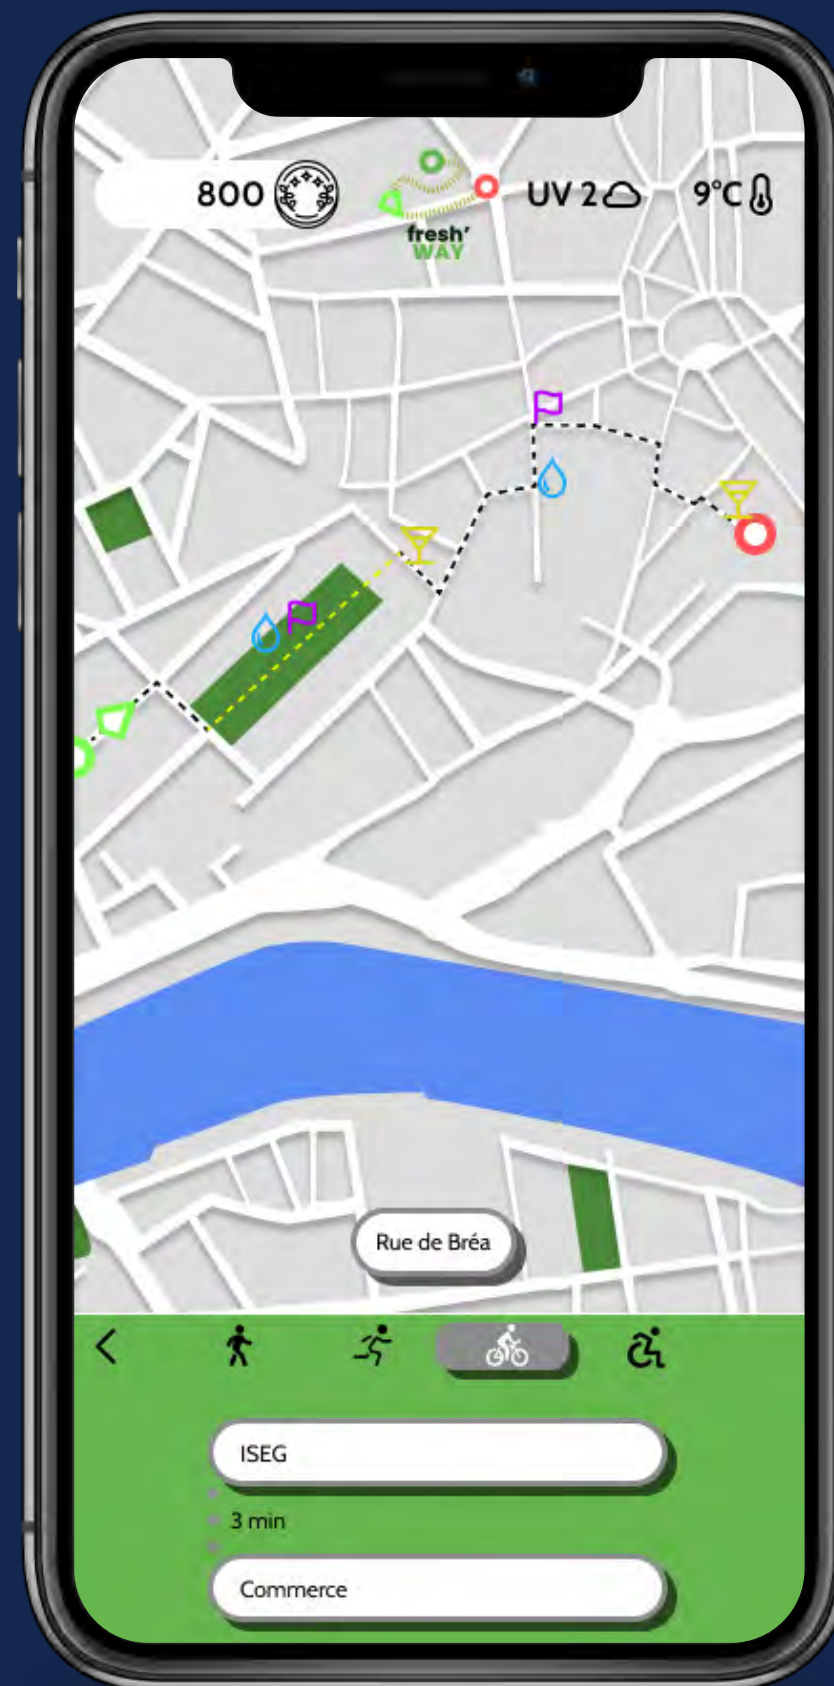 800
fresh'
WAY
UV 2
9°C
Rue de Bréa
ISEG
3 min
Commerce